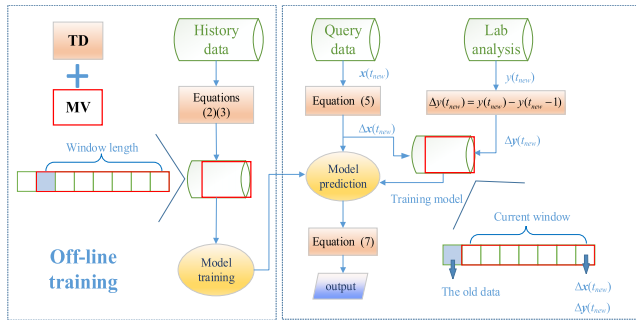 TD
MV
History
data
Equations
(2)(3)
Window length
Off-line
training
Model
training
Query
data
x(t_new)
Equation (5)
Δx(t_new)
Model
prediction
Equation (7)
output
Lab
analysis
y(t_new)
Δy(t_new) = y(t_new) − y(t_new −1)
Δy(t_new)
Training model
Current window
The old data
Δx(t_new)
Δy(t_new)